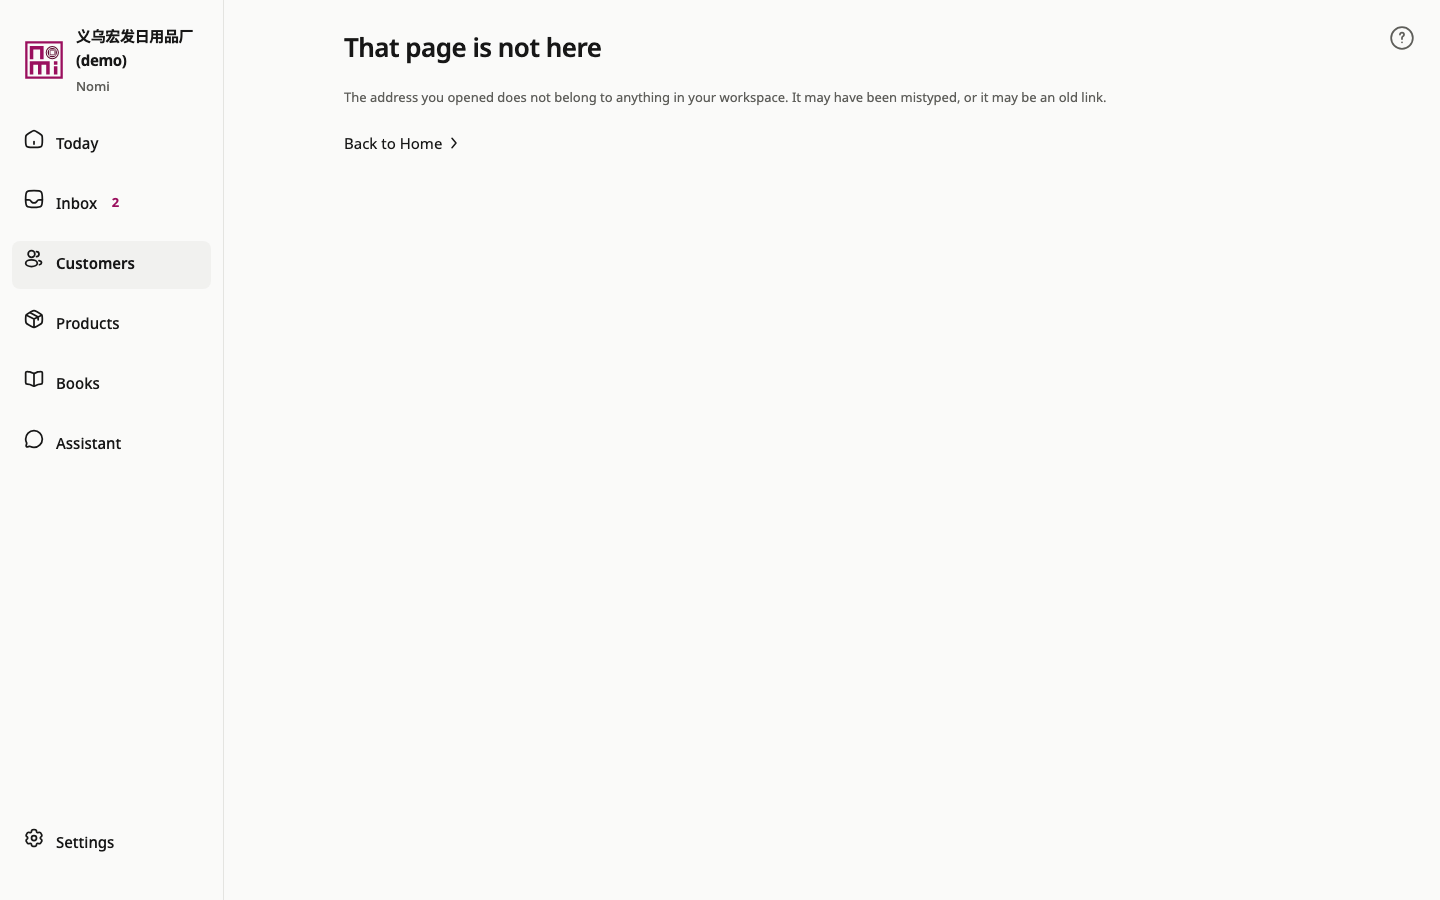 义乌宏发日用品厂
(demo)
Nomi
Today
Inbox 2
Customers
Products
Books
Assistant
Settings
That page is not here
The address you opened does not belong to anything in your workspace. It may have been mistyped, or it may be an old link.
Back to Home